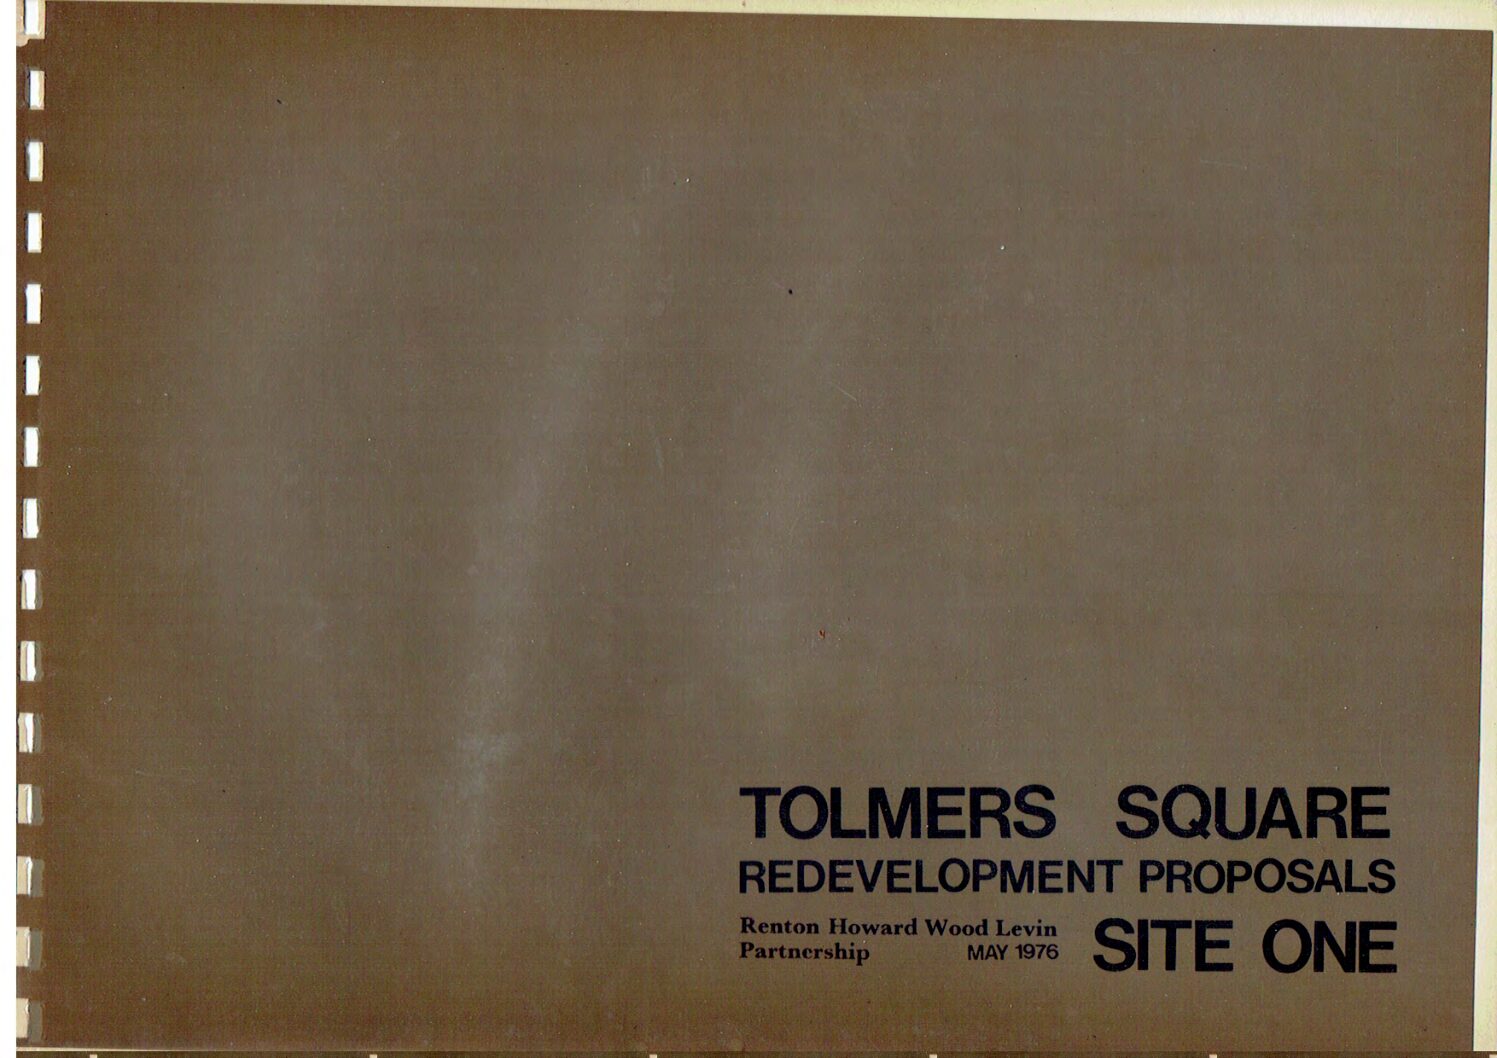 TOLMERS SQUARE
REDEVELOPMENT PROPOSALS
Renton Howard Wood Levin
Partnership MAY 1976 SITE ONE